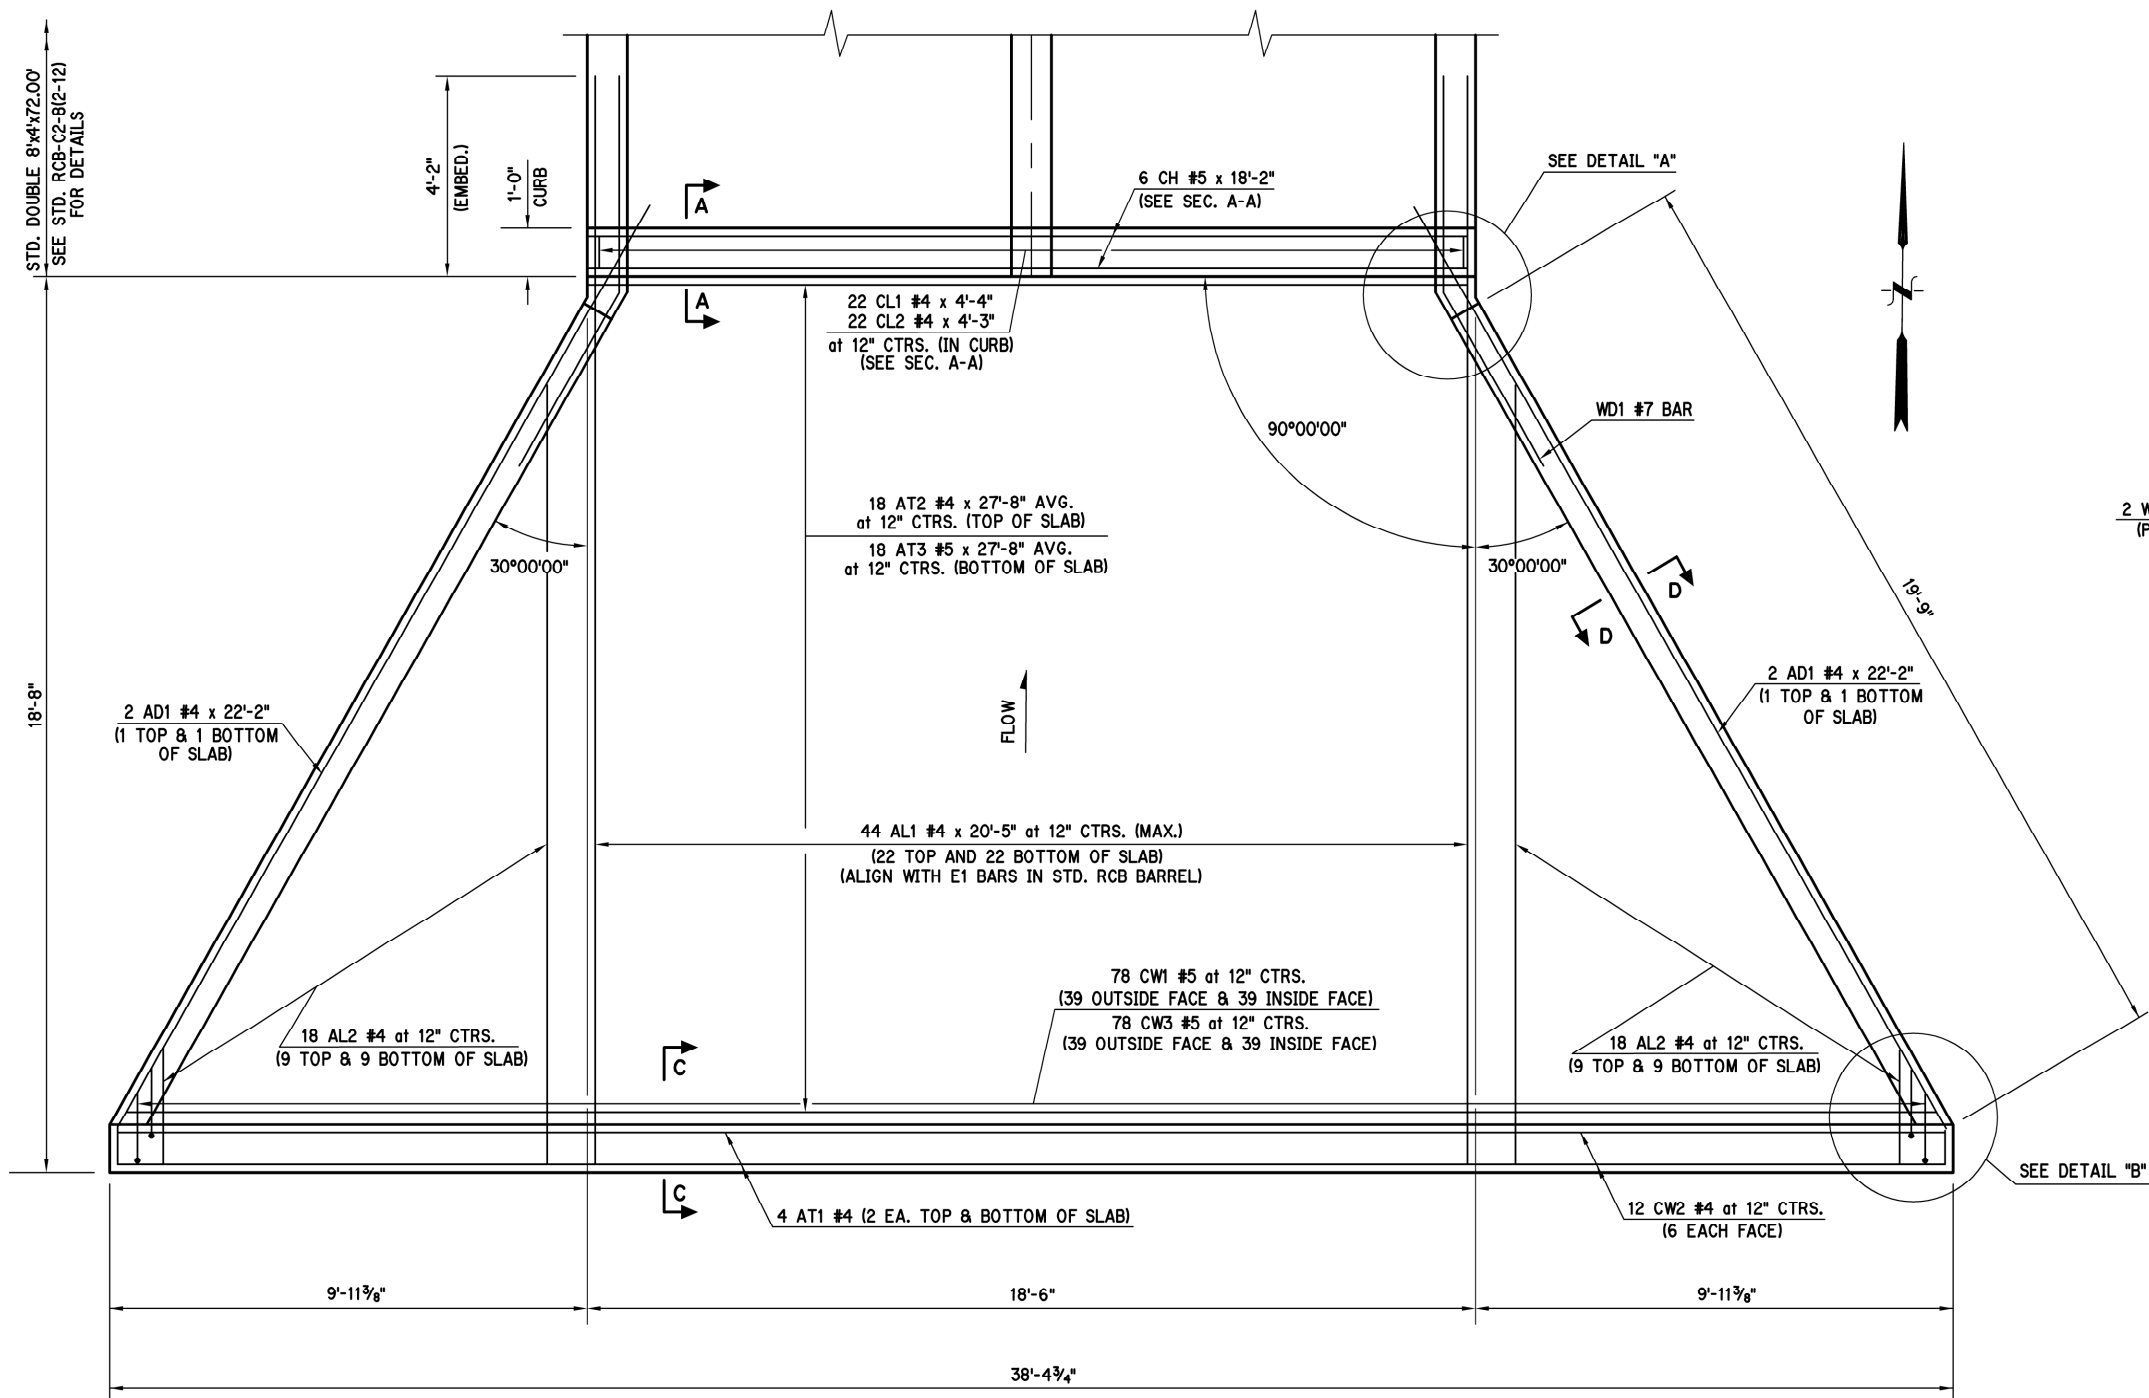 STD. DOUBLE 8'x4'x72.00'
SEE STD. RCB-C2-B(2-12)
FOR DETAILS
4'-2"
(EMBED.)
1'-0"
CURB
A
6 CH #5 x 18'-2"
(SEE SEC. A-A)
SEE DETAIL "A"
A
22 CL1 #4 x 4'-4"
22 CL2 #4 x 4'-3"
at 12" CTRS. (IN CURB)
(SEE SEC. A-A)
WD1 #7 BAR
90°00'00"
18 AT2 #4 x 27'-8" AVG.
at 12" CTRS. (TOP OF SLAB)
18 AT3 #5 x 27'-8" AVG.
at 12" CTRS. (BOTTOM OF SLAB)
30°00'00"
30°00'00"
D
D
19'-9"
2 W
18'-8"
2 AD1 #4 x 22'-2"
(1 TOP & 1 BOTTOM
OF SLAB)
FLOW
2 AD1 #4 x 22'-2"
(1 TOP & 1 BOTTOM
OF SLAB)
44 AL1 #4 x 20'-5" at 12" CTRS. (MAX.)
(22 TOP AND 22 BOTTOM OF SLAB)
(ALIGN WITH E1 BARS IN STD. RCB BARREL)
78 CW1 #5 at 12" CTRS.
(39 OUTSIDE FACE & 39 INSIDE FACE)
78 CW3 #5 at 12" CTRS.
(39 OUTSIDE FACE & 39 INSIDE FACE)
18 AL2 #4 at 12" CTRS.
(9 TOP & 9 BOTTOM OF SLAB)
18 AL2 #4 at 12" CTRS.
(9 TOP & 9 BOTTOM OF SLAB)
C
C
SEE DETAIL "B"
4 AT1 #4 (2 EA. TOP & BOTTOM OF SLAB)
12 CW2 #4 at 12" CTRS.
(6 EACH FACE)
9'-11⅜"
18'-6"
9'-11⅜"
38'-4¾"